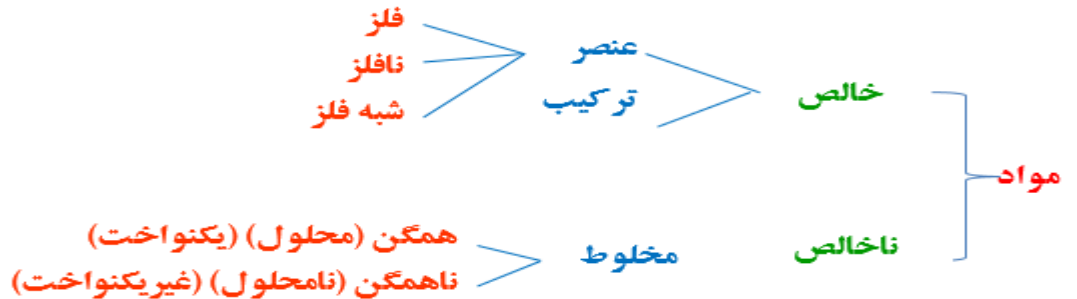 مواد
خالص
عنصر
فلز
نافلز
شبه فلز
ترکیب
ناخالص
مخلوط
همگن (محلول) (یکنواخت)
ناهمگن (نامحلول) (غیریکنواخت)